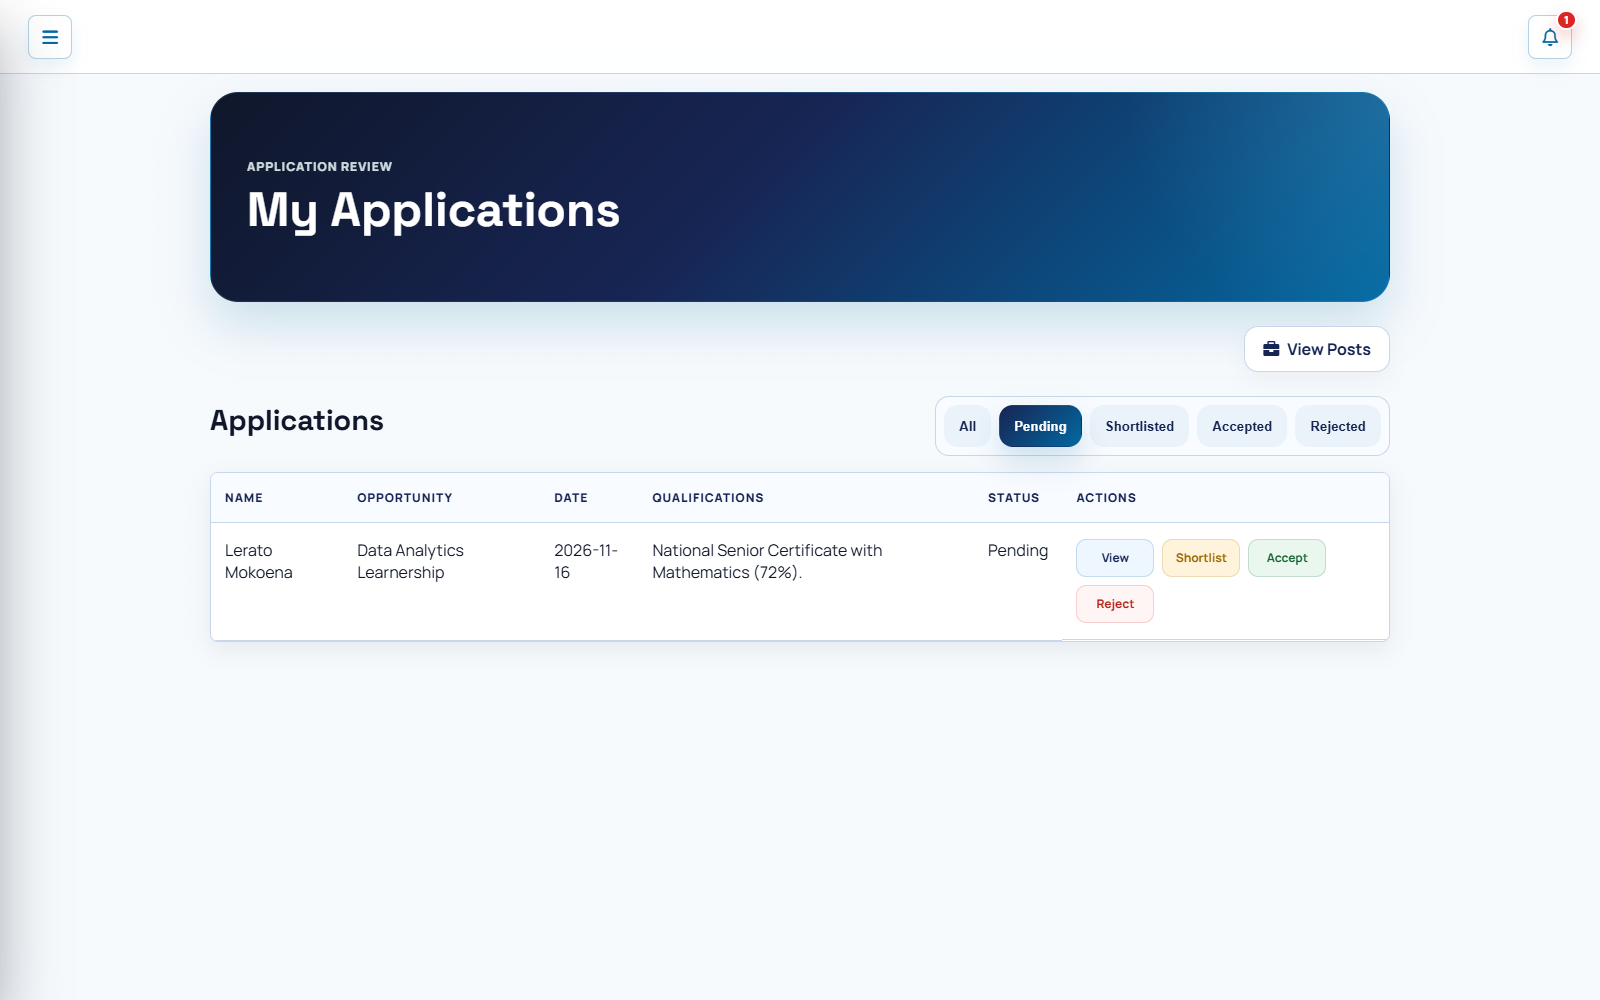 1
APPLICATION REVIEW
My Applications
View Posts
Applications
All Pending Shortlisted Accepted Rejected
NAME OPPORTUNITY DATE QUALIFICATIONS STATUS ACTIONS
Lerato Data Analytics 2026-11- National Senior Certificate with Pending View Shortlist Accept
Mokoena Learnership 16 Mathematics (72%).
Reject